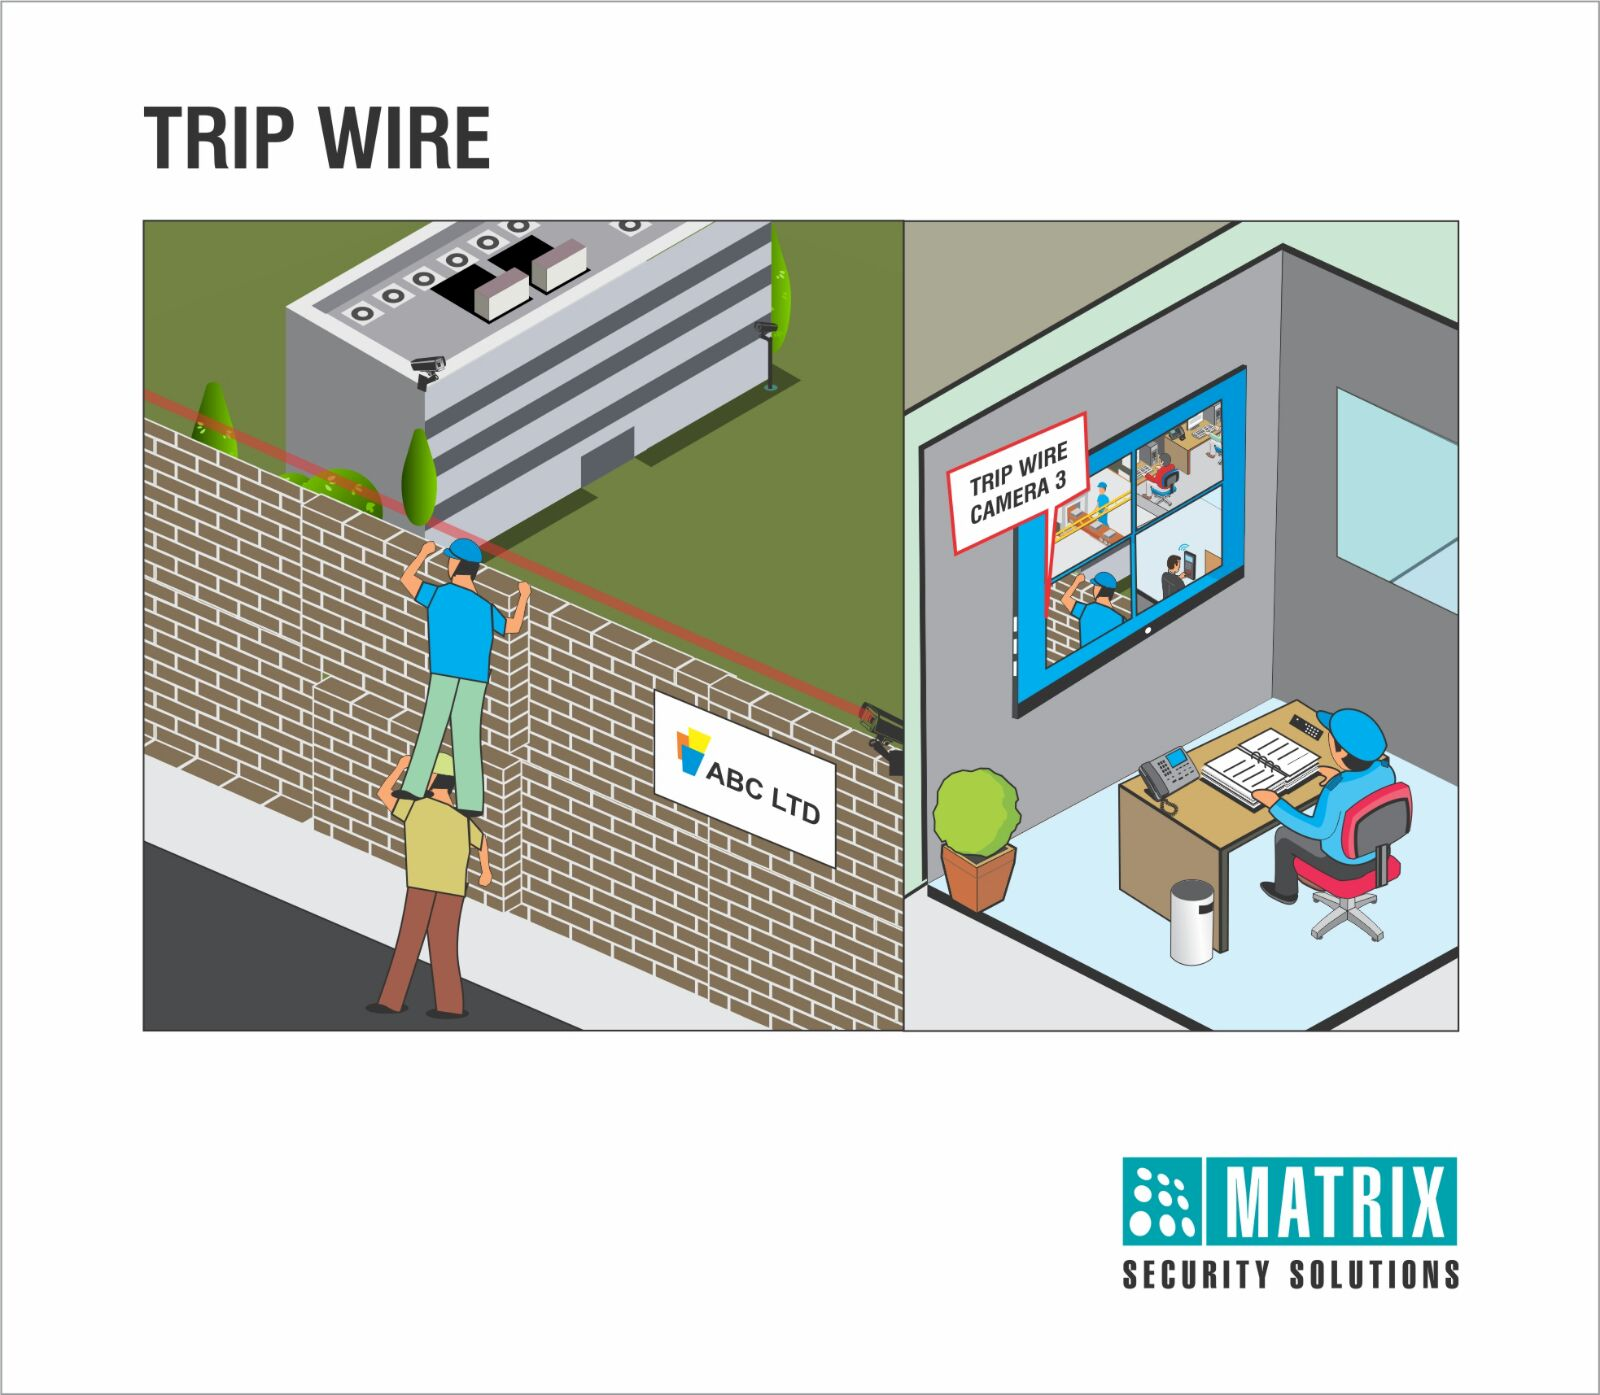 TRIP WIRE
TRIP WIRE
CAMERA 3
ABC LTD
MATRIX
SECURITY SOLUTIONS